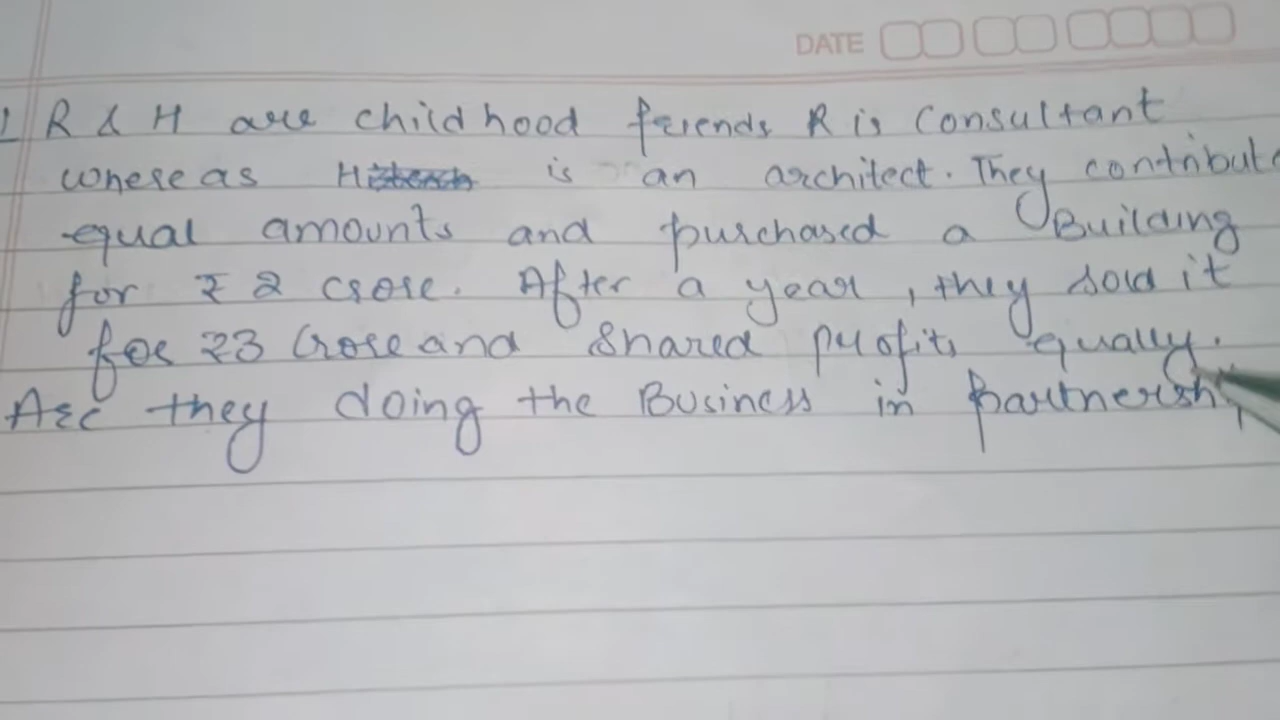 DATE
1 R & H are childhood friends R is Consultant
whereas H is an architect. They contribut
equal amounts and purchased a Building
for ₹ 2 crore. After a year, they sold it
for ₹3 Crore and shared profits equally.
Are they doing the Business in Partnership